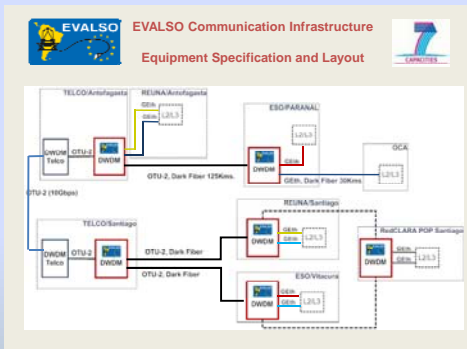 EVALSO
EVALSO Communication Infrastructure
Equipment Specification and Layout
7
CAPACITIES
TELCO/Antofagasta
REUNA/Antofagasta
GEth
GEth
L2/L3
DWDM
Telco
OTU-2
DWDM
OTU-2 (10Gbps)
OTU-2, Dark Fiber 125Kms.
ESO/PARANAL
L2/L3
GEth
DWDM
GEth, Dark Fiber 30Kms.
OCA
L2/L3
TELCO/Santiago
DWDM
Telco
OTU-2
DWDM
OTU-2, Dark Fiber
OTU-2, Dark Fiber
REUNA/Santiago
GEth
GEth
L2/L3
DWDM
RedCLARA POP Santiago
GEth
GEth
L2/L3
DWDM
ESO/Vitacura
GEth
GEth
L2/L3
DWDM